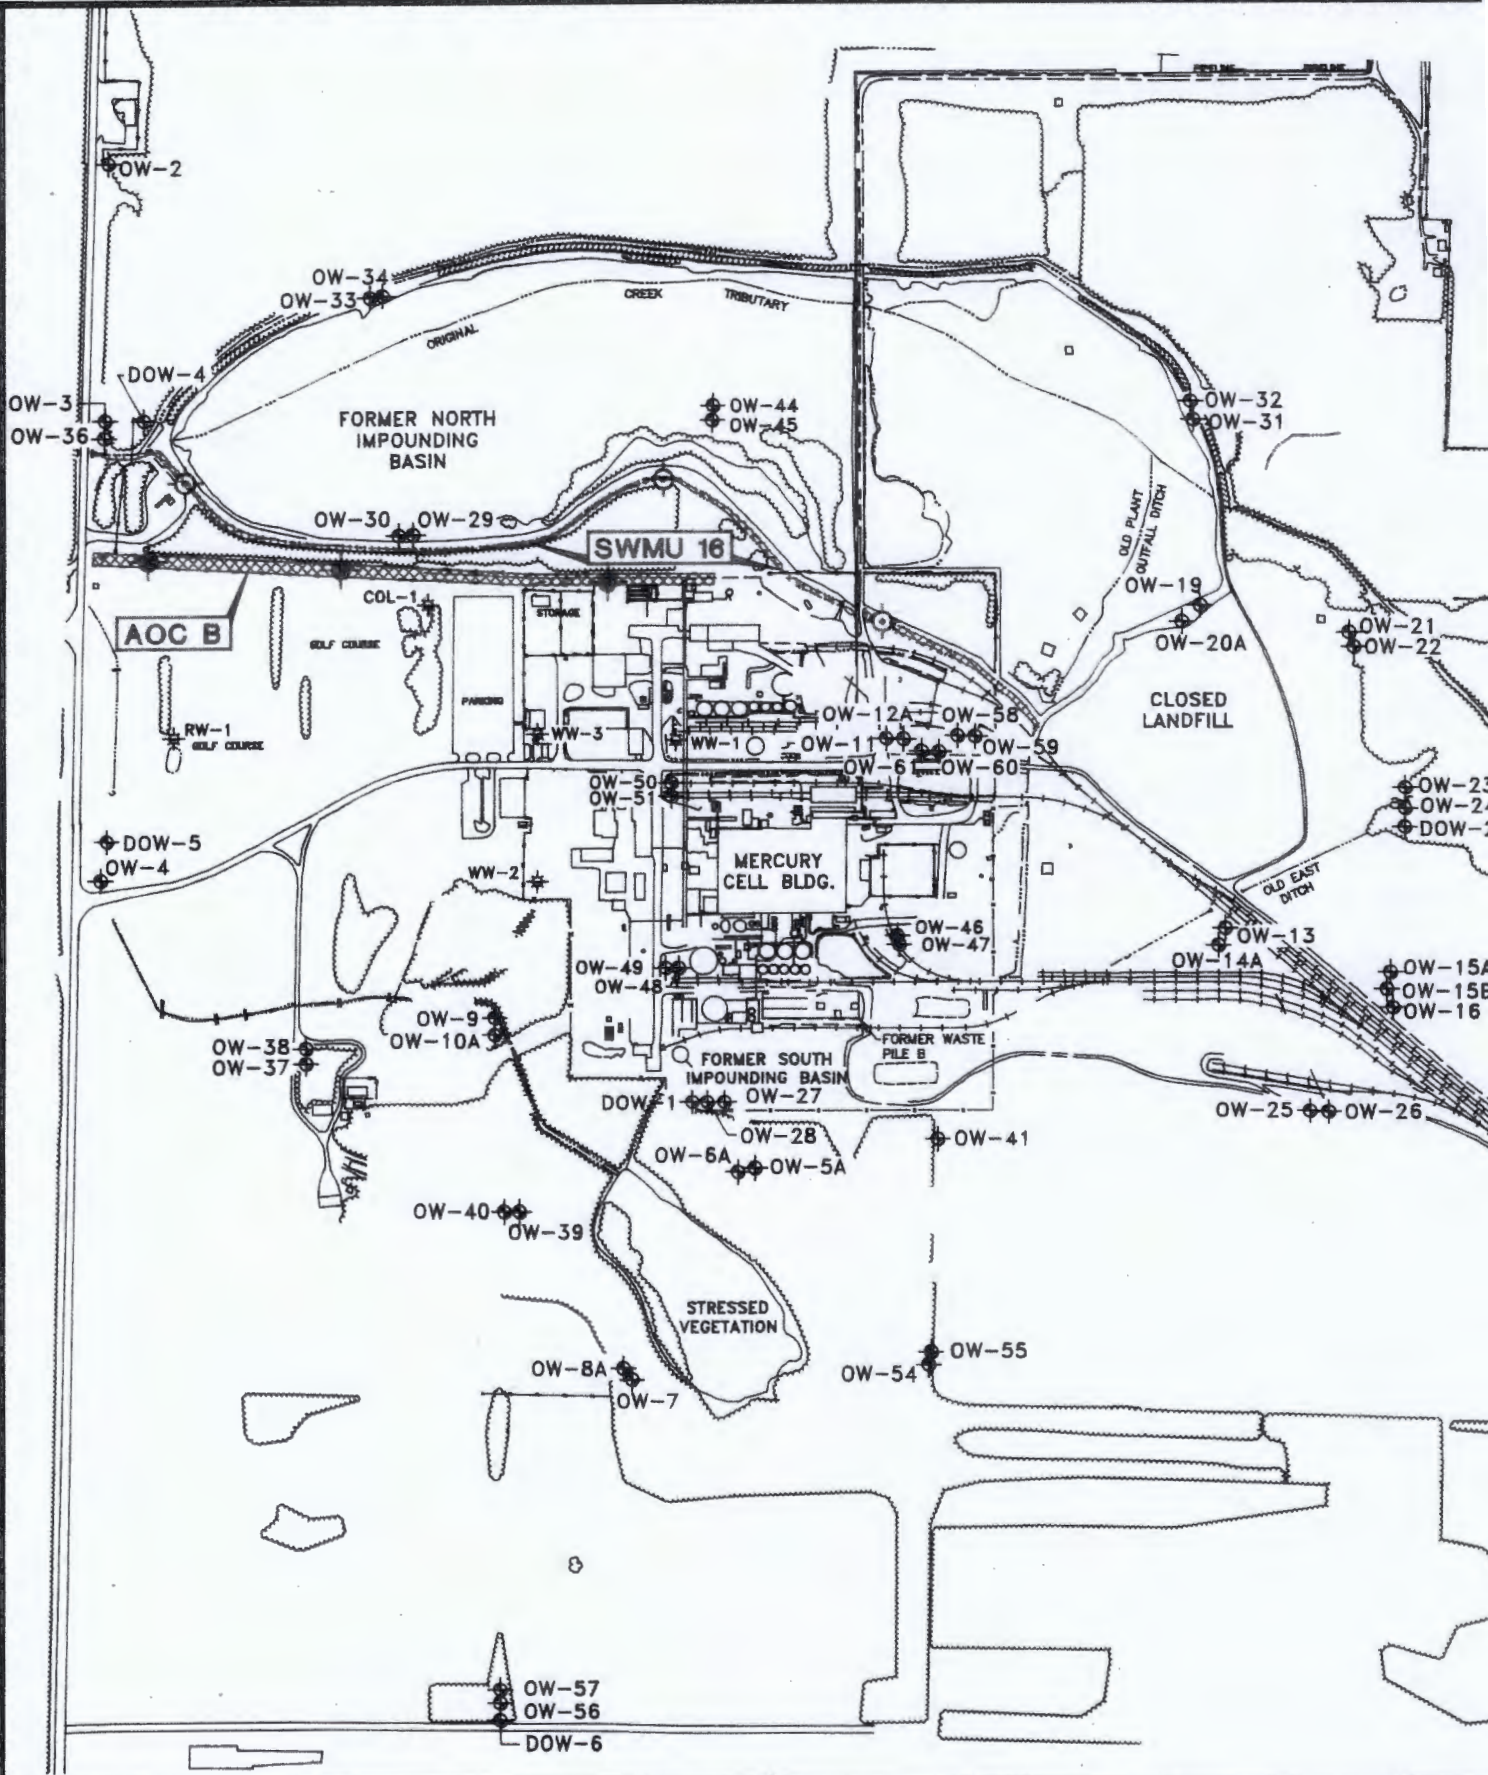 PIPELINE
PIPELINE
OW-2
OW-34
OW-33
CREEK
TRIBUTARY
ORIGINAL
DOW-4
OW-3
OW-36
FORMER NORTH
IMPOUNDING
BASIN
OW-44
OW-45
OW-32
OW-31
OW-30
OW-29
SWMU 16
OLD PLANT
OUTFALL DITCH
OW-19
OW-20A
OW-21
OW-22
COL-1
STORAGE
AOC B
GOLF COURSE
CLOSED
LANDFILL
PARKING
RW-1
GOLF COURSE
WW-3
WW-1
OW-12A
OW-58
OW-11
OW-59
OW-61
OW-60
OW-50
OW-51
OW-23
OW-24
DOW-2
DOW-5
OW-4
WW-2
MERCURY
CELL BLDG.
OLD EAST
DITCH
OW-46
OW-47
OW-13
OW-14A
OW-49
OW-48
OW-15A
OW-15B
OW-16
OW-9
OW-10A
OW-38
OW-37
FORMER WASTE
PILE B
FORMER SOUTH
IMPOUNDING BASIN
DOW-1
OW-27
OW-28
OW-25
OW-26
OW-41
OW-6A
OW-5A
OW-40
OW-39
STRESSED
VEGETATION
OW-55
OW-54
OW-8A
OW-7
OW-57
OW-56
DOW-6